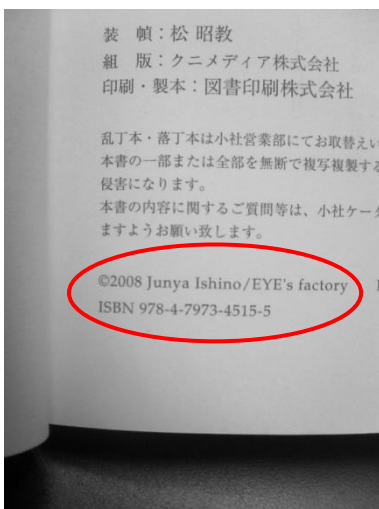 装　幀：松 昭教
組　版：クニメディア株式会社
印刷・製本：図書印刷株式会社
乱丁本・落丁本は小社営業部にてお取替えい
本書の一部または全部を無断で複写複製する
侵害になります。
本書の内容に関するご質問等は、小社ケータ
ますようお願い致します。
©2008 Junya Ishino/EYE's factory
ISBN 978-4-7973-4515-5